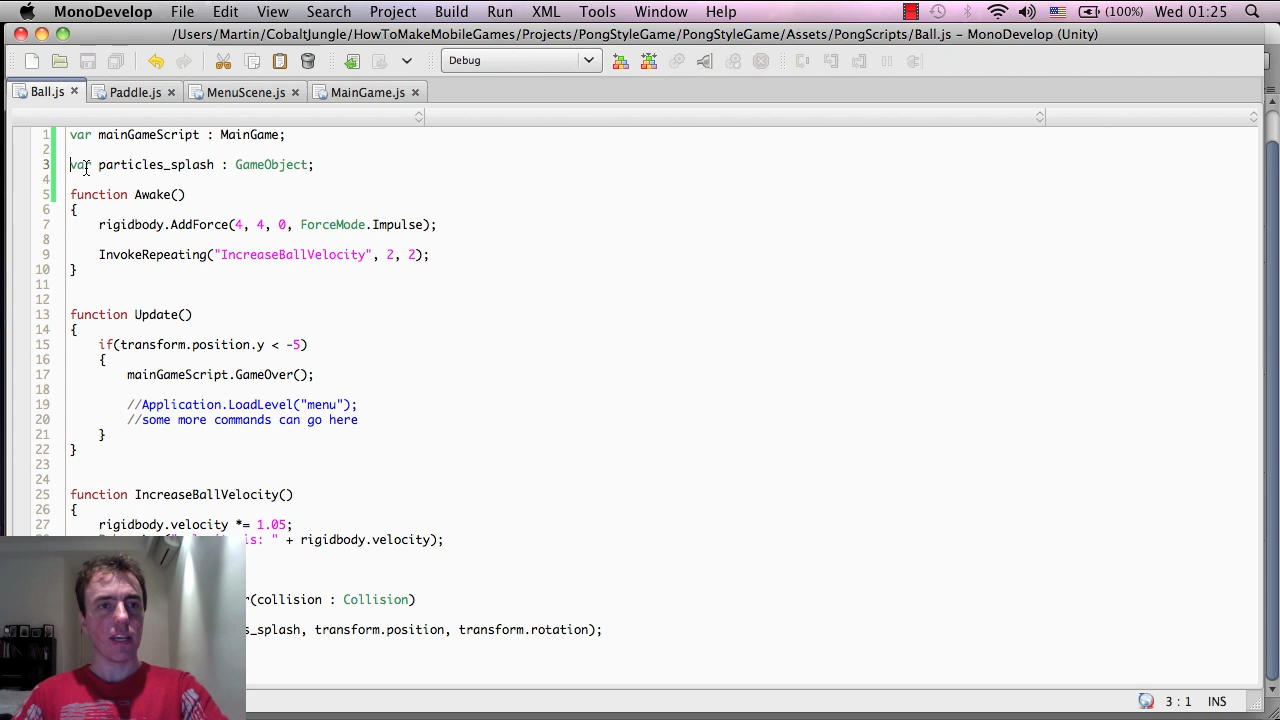 MonoDevelop File Edit View Search Project Build Run XML Tools Window Help (100%) Wed 01:25
/Users/Martin/CobaltJungle/HowToMakeMobileGames/Projects/PongStyleGame/PongStyleGame/Assets/PongScripts/Ball.js – MonoDevelop (Unity)
Debug
Ball.js Paddle.js MenuScene.js MainGame.js
1 var mainGameScript : MainGame;
2
3 var particles_splash : GameObject;
4
5 function Awake()
6 {
7 rigidbody.AddForce(4, 4, 0, ForceMode.Impulse);
8
9 InvokeRepeating("IncreaseBallVelocity", 2, 2);
10 }
11
12
13 function Update()
14 {
15 if(transform.position.y < -5)
16 {
17 mainGameScript.GameOver();
18
19 //Application.LoadLevel("menu");
20 //some more commands can go here
21 }
22 }
23
24
25 function IncreaseBallVelocity()
26 {
27 rigidbody.velocity *= 1.05;
is: " + rigidbody.velocity);
(collision : Collision)
s_splash, transform.position, transform.rotation);
3 : 1 INS